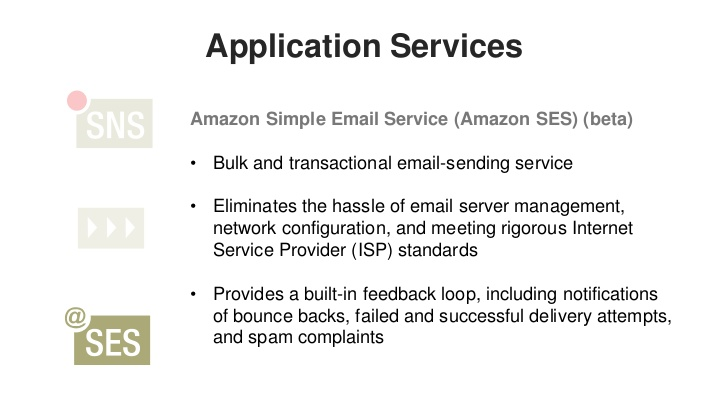 Application Services
SNS
Amazon Simple Email Service (Amazon SES) (beta)
• Bulk and transactional email-sending service
• Eliminates the hassle of email server management,
network configuration, and meeting rigorous Internet
Service Provider (ISP) standards
@
SES
• Provides a built-in feedback loop, including notifications
of bounce backs, failed and successful delivery attempts,
and spam complaints